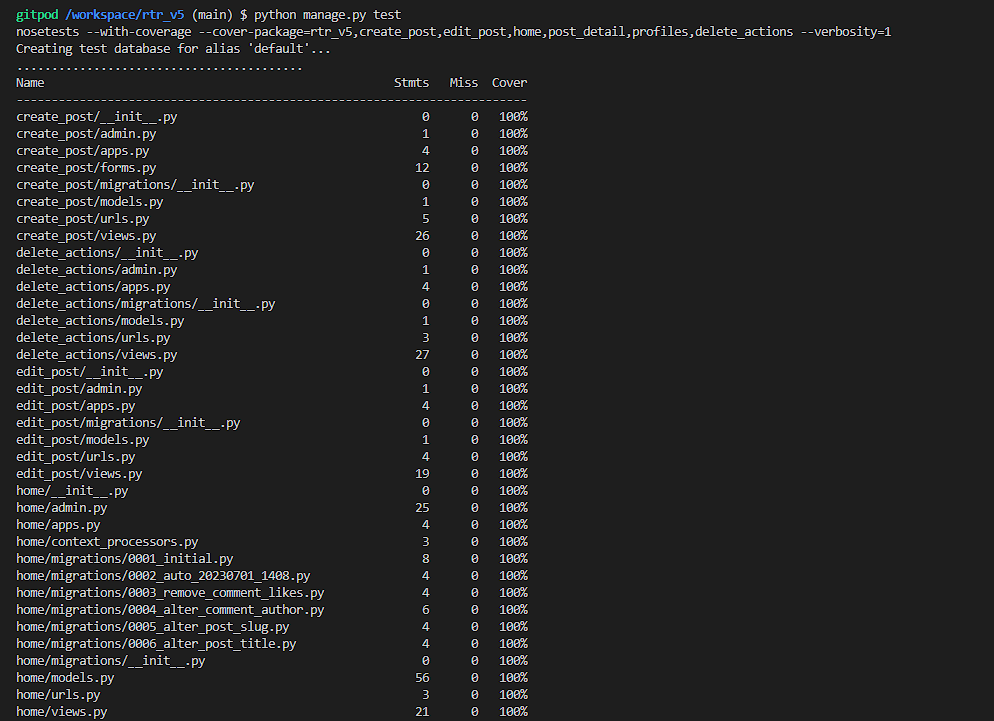 gitpod /workspace/rtr_v5 (main) $ python manage.py test
nosetests --with-coverage --cover-package=rtr_v5,create_post,edit_post,home,post_detail,profiles,delete_actions --verbosity=1
Creating test database for alias 'default'...
.........................................
Name Stmts Miss Cover
-------------------------------------------------------------------------
create_post/__init__.py 0 0 100%
create_post/admin.py 1 0 100%
create_post/apps.py 4 0 100%
create_post/forms.py 12 0 100%
create_post/migrations/__init__.py 0 0 100%
create_post/models.py 1 0 100%
create_post/urls.py 5 0 100%
create_post/views.py 26 0 100%
delete_actions/__init__.py 0 0 100%
delete_actions/admin.py 1 0 100%
delete_actions/apps.py 4 0 100%
delete_actions/migrations/__init__.py 0 0 100%
delete_actions/models.py 1 0 100%
delete_actions/urls.py 3 0 100%
delete_actions/views.py 27 0 100%
edit_post/__init__.py 0 0 100%
edit_post/admin.py 1 0 100%
edit_post/apps.py 4 0 100%
edit_post/migrations/__init__.py 0 0 100%
edit_post/models.py 1 0 100%
edit_post/urls.py 4 0 100%
edit_post/views.py 19 0 100%
home/__init__.py 0 0 100%
home/admin.py 25 0 100%
home/apps.py 4 0 100%
home/context_processors.py 3 0 100%
home/migrations/0001_initial.py 8 0 100%
home/migrations/0002_auto_20230701_1408.py 4 0 100%
home/migrations/0003_remove_comment_likes.py 4 0 100%
home/migrations/0004_alter_comment_author.py 6 0 100%
home/migrations/0005_alter_post_slug.py 4 0 100%
home/migrations/0006_alter_post_title.py 4 0 100%
home/migrations/__init__.py 0 0 100%
home/models.py 56 0 100%
home/urls.py 3 0 100%
home/views.py 21 0 100%